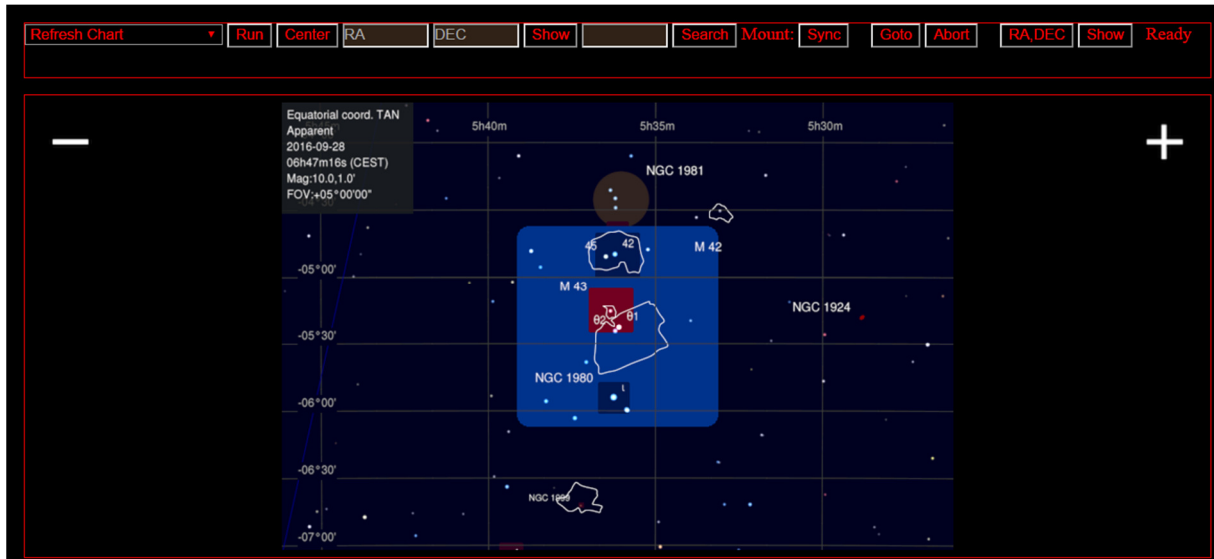 Refresh Chart Run Center RA DEC Show Search Mount: Sync Goto Abort RA,DEC Show Ready
Equatorial coord. TAN
Apparent
2016-09-28
06h47m16s (CEST)
Mag:10.0,1.0'
FOV:+05°00'00"
5h40m 5h35m 5h30m
NGC 1981
45 42 M 42
-05°00'
M 43
NGC 1924
θ2 θ1
-05°30'
NGC 1980
ι
-06°00'
-06°30'
NGC 1999
-07°00'